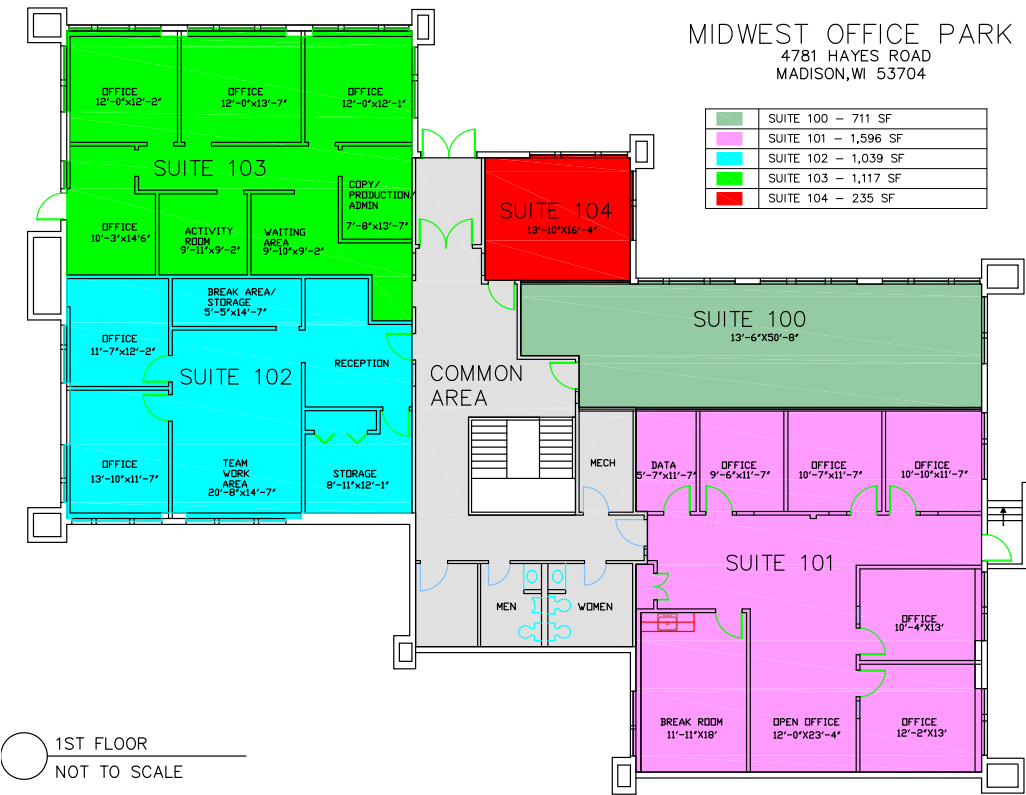 MIDWEST OFFICE PARK
4781 HAYES ROAD
MADISON,WI 53704
SUITE 100 – 711 SF
SUITE 101 – 1,596 SF
SUITE 102 – 1,039 SF
SUITE 103 – 1,117 SF
SUITE 104 – 235 SF
OFFICE
12'-0"x12'-2"
OFFICE
12'-0"x13'-7"
OFFICE
12'-0"x12'-1"
SUITE 103
COPY/
PRODUCTION/
ADMIN
7'-8"x13'-7"
OFFICE
10'-3"x14'6"
ACTIVITY
ROOM
9'-11"x9'-2"
WAITING
AREA
9'-10"x9'-2"
SUITE 104
13'-10"X16'-4"
BREAK AREA/
STORAGE
5'-5"x14'-7"
OFFICE
11'-7"x12'-2"
SUITE 102
RECEPTION
OFFICE
13'-10"x11'-7"
TEAM
WORK
AREA
20'-8"x14'-7"
STORAGE
8'-11"x12'-1"
COMMON
AREA
SUITE 100
13'-6"X50'-8"
MECH
DATA
5'-7"x11'-7"
OFFICE
9'-6"x11'-7"
OFFICE
10'-7"x11'-7"
OFFICE
10'-10"x11'-7"
SUITE 101
MEN
WOMEN
OFFICE
10'-4"X13'
BREAK ROOM
11'-11"X18'
OPEN OFFICE
12'-0"X23'-4"
OFFICE
12'-2"X13'
1ST FLOOR
NOT TO SCALE